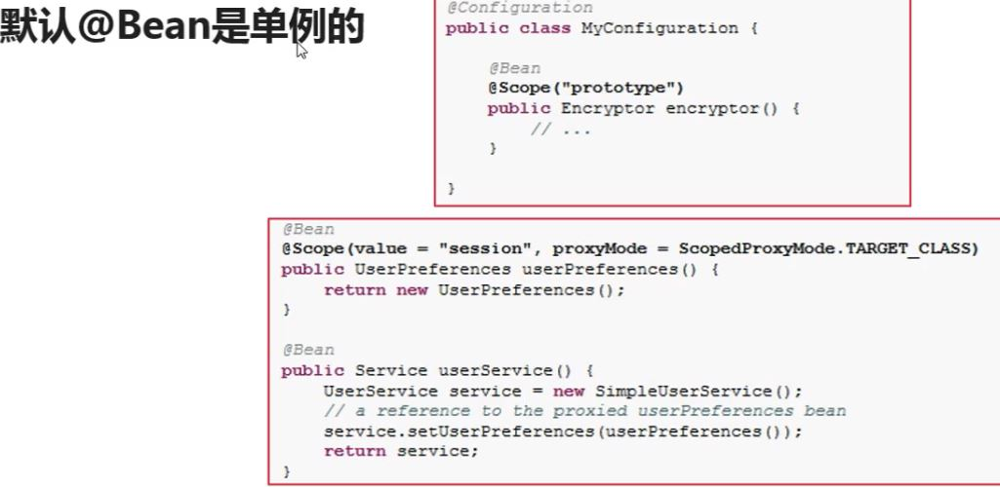 默认@Bean是单例的
@Configuration
public class MyConfiguration {
@Bean
@Scope("prototype")
public Encryptor encryptor() {
// ...
}
}
@Bean
@Scope(value = "session", proxyMode = ScopedProxyMode.TARGET_CLASS)
public UserPreferences userPreferences() {
return new UserPreferences();
}
@Bean
public Service userService() {
UserService service = new SimpleUserService();
// a reference to the proxied userPreferences bean
service.setUserPreferences(userPreferences());
return service;
}